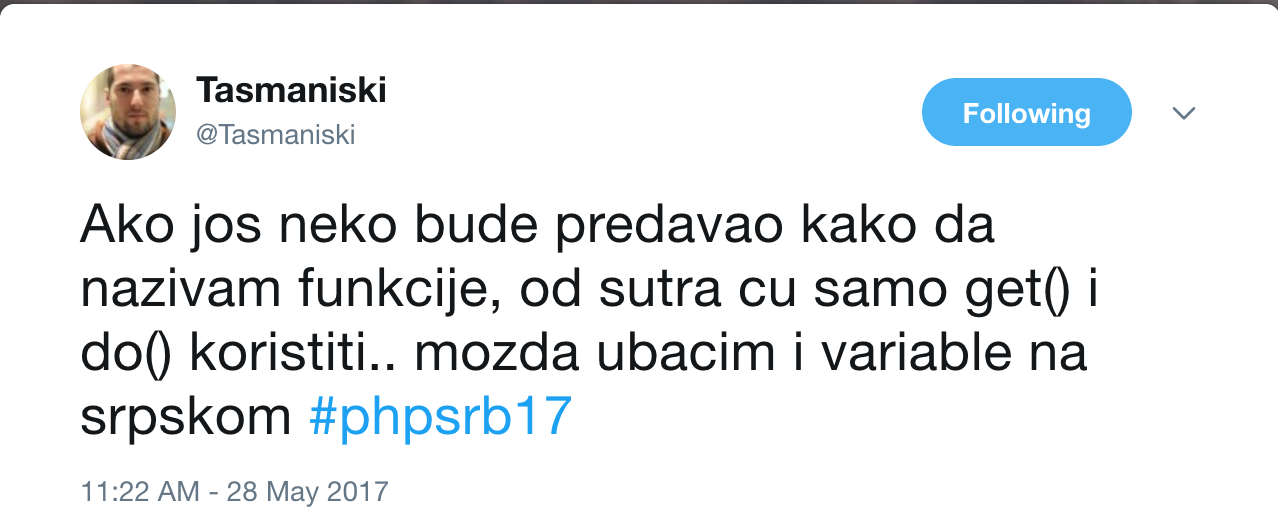 Tasmaniski
@Tasmaniski
Following
Ako jos neko bude predavao kako da
nazivam funkcije, od sutra cu samo get() i
do() koristiti.. mozda ubacim i variable na
srpskom #phpsrb17
11:22 AM - 28 May 2017